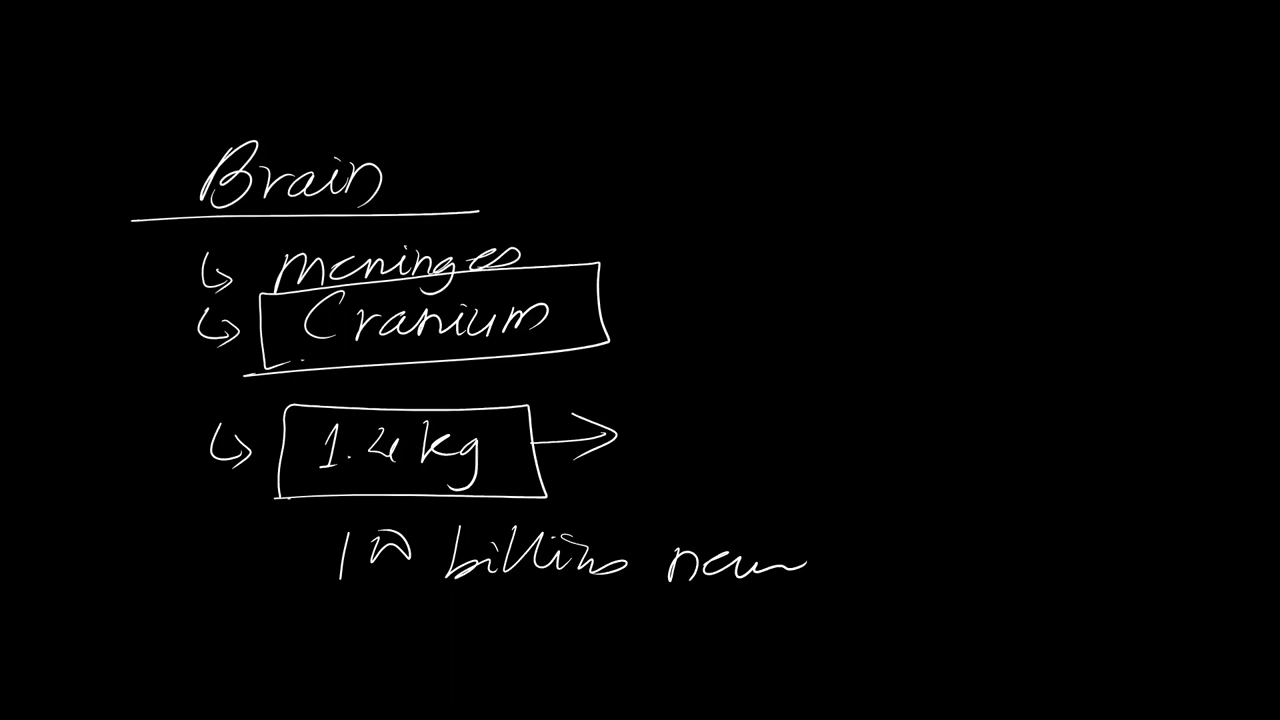 Brain
↳ meninges
↳ Cranium
↳ 1.4 kg →
billions